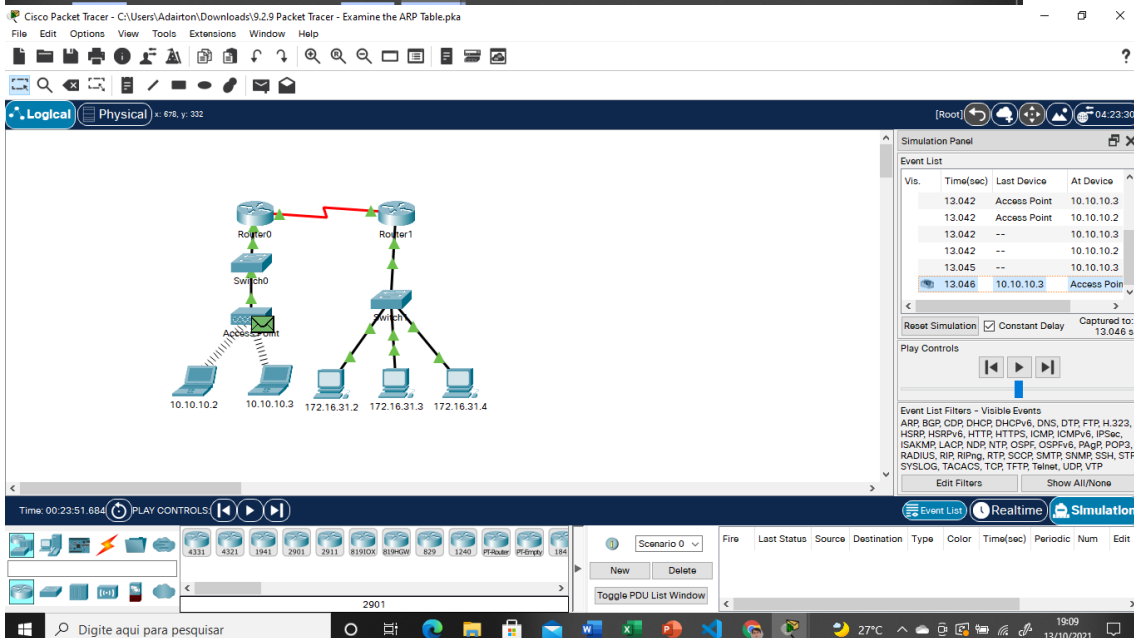 Cisco Packet Tracer - C:\Users\Adairton\Downloads\9.2.9 Packet Tracer - Examine the ARP Table.pka
File Edit Options View Tools Extensions Window Help
?
Logical Physical x: 678, y: 332 [Root] 04:23:30
Simulation Panel
Event List
Vis. Time(sec) Last Device At Device
13.042 Access Point 10.10.10.3
13.042 Access Point 10.10.10.2
13.042 -- 10.10.10.3
13.042 -- 10.10.10.2
13.045 -- 10.10.10.3
13.046 10.10.10.3 Access Poin
Reset Simulation Constant Delay Captured to:
13.046 s
Play Controls
Event List Filters - Visible Events
ARP, BGP, CDP, DHCP, DHCPv6, DNS, DTP, FTP, H.323,
HSRP, HSRPv6, HTTP, HTTPS, ICMP, ICMPv6, IPSec,
ISAKMP, LACP, NDP, NTP, OSPF, OSPFv6, PAgP, POP3,
RADIUS, RIP, RIPng, RTP, SCCP, SMTP, SNMP, SSH, STP
SYSLOG, TACACS, TCP, TFTP, Telnet, UDP, VTP
Edit Filters Show All/None
Router0
Router1
Switch0
Switch1
Access Point
10.10.10.2
10.10.10.3
172.16.31.2
172.16.31.3
172.16.31.4
Time: 00:23:51.684 PLAY CONTROLS: Event List Realtime Simulation
4331 4321 1941 2901 2911 819IOX 819HGW 829 1240 PT-Router PT-Empty 184
2901
Scenario 0
New Delete
Toggle PDU List Window
Fire Last Status Source Destination Type Color Time(sec) Periodic Num Edit
Digite aqui para pesquisar
27°C
19:09
13/10/2021